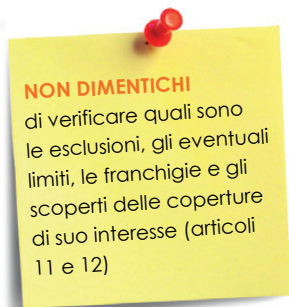 NON DIMENTICHI
di verificare quali sono
le esclusioni, gli eventuali
limiti, le franchigie e gli
scoperti delle coperture
di suo interesse (articoli
11 e 12)